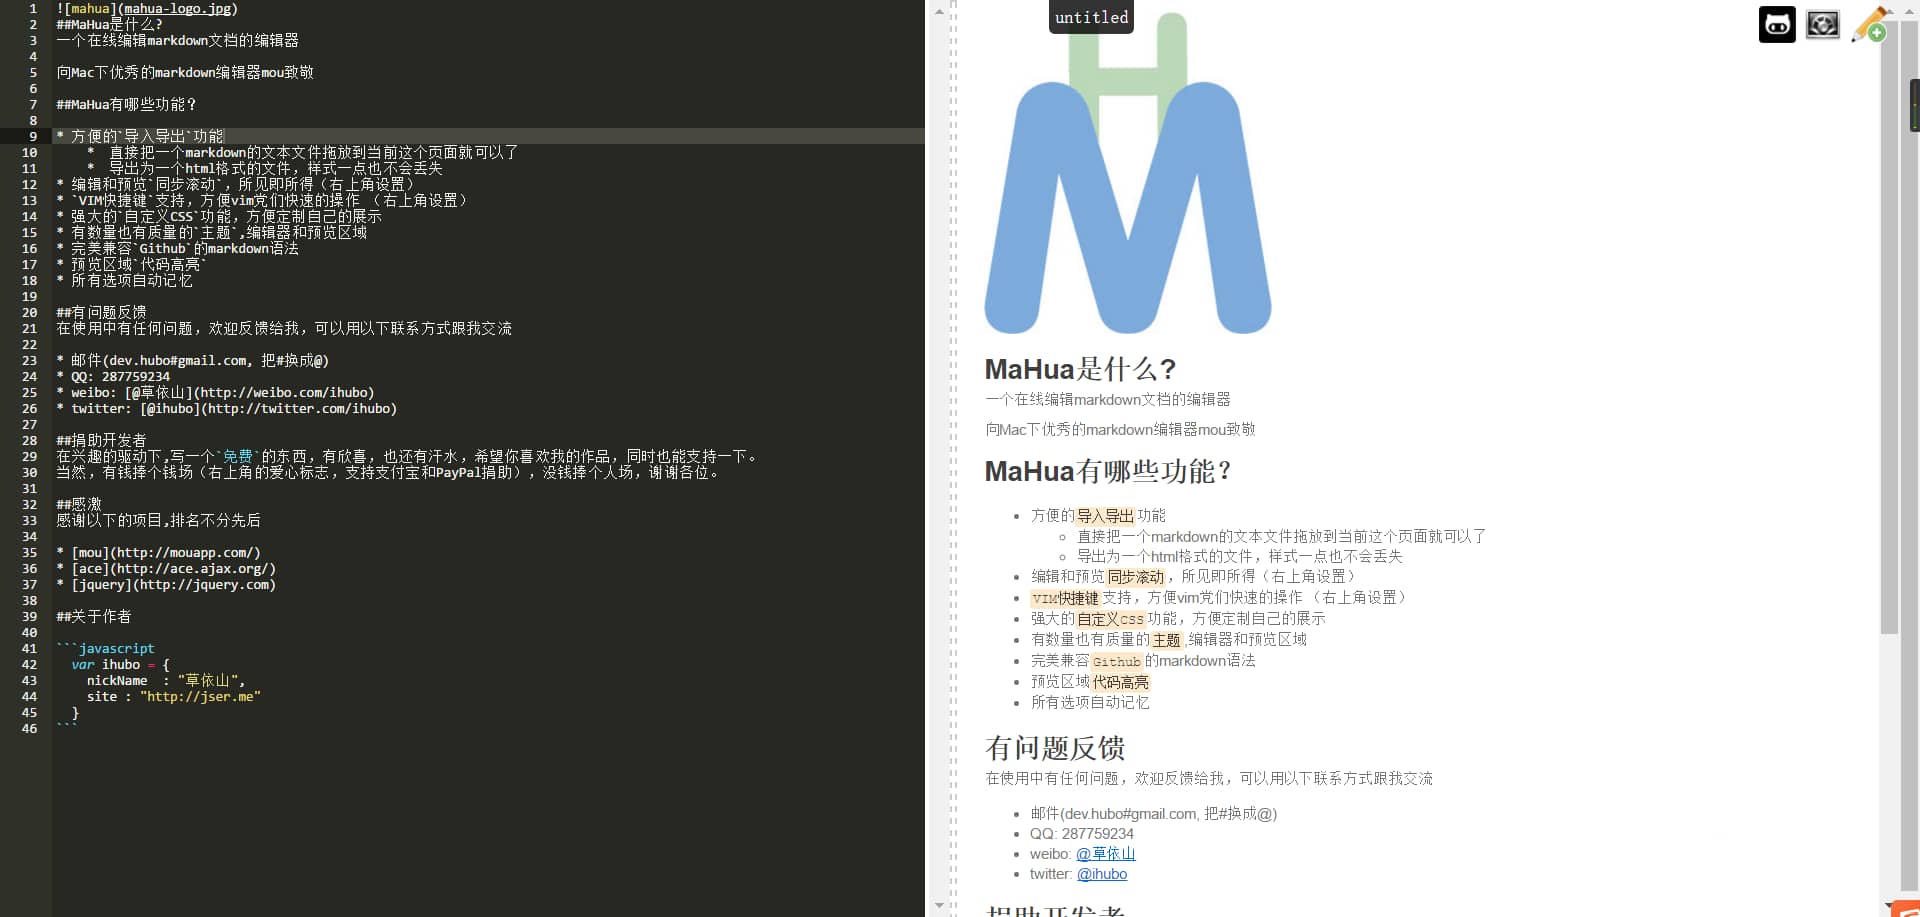 1 ![mahua](mahua-logo.jpg)
2 ##MaHua是什么?
3 一个在线编辑markdown文档的编辑器
4
5 向Mac下优秀的markdown编辑器mou致敬
6
7 ##MaHua有哪些功能？
8
9 * 方便的`导入导出`功能
10     *  直接把一个markdown的文本文件拖放到当前这个页面就可以了
11     *  导出为一个html格式的文件，样式一点也不会丢失
12 * 编辑和预览`同步滚动`，所见即所得（右上角设置）
13 * `VIM快捷键`支持，方便vim党们快速的操作 （右上角设置）
14 * 强大的`自定义CSS`功能，方便定制自己的展示
15 * 有数量也有质量的`主题`,编辑器和预览区域
16 * 完美兼容`Github`的markdown语法
17 * 预览区域`代码高亮`
18 * 所有选项自动记忆
19
20 ##有问题反馈
21 在使用中有任何问题，欢迎反馈给我，可以用以下联系方式跟我交流
22
23 * 邮件(dev.hubo#gmail.com, 把#换成@)
24 * QQ: 287759234
25 * weibo: [@草依山](http://weibo.com/ihubo)
26 * twitter: [@ihubo](http://twitter.com/ihubo)
27
28 ##捐助开发者
29 在兴趣的驱动下,写一个`免费`的东西，有欣喜，也还有汗水，希望你喜欢我的作品，同时也能支持一下。
30 当然，有钱捧个钱场（右上角的爱心标志，支持支付宝和PayPal捐助），没钱捧个人场，谢谢各位。
31
32 ##感激
33 感谢以下的项目,排名不分先后
34
35 * [mou](http://mouapp.com/)
36 * [ace](http://ace.ajax.org/)
37 * [jquery](http://jquery.com)
38
39 ##关于作者
40
41 ```javascript
42   var ihubo = {
43     nickName  : "草依山",
44     site : "http://jser.me"
45   }
46 ```
untitled
HM
MaHua是什么?
一个在线编辑markdown文档的编辑器
向Mac下优秀的markdown编辑器mou致敬
MaHua有哪些功能？
方便的导入导出功能
直接把一个markdown的文本文件拖放到当前这个页面就可以了
导出为一个html格式的文件，样式一点也不会丢失
编辑和预览同步滚动，所见即所得（右上角设置）
VIM快捷键支持，方便vim党们快速的操作 （右上角设置）
强大的自定义CSS功能，方便定制自己的展示
有数量也有质量的主题,编辑器和预览区域
完美兼容Github的markdown语法
预览区域代码高亮
所有选项自动记忆
有问题反馈
在使用中有任何问题，欢迎反馈给我，可以用以下联系方式跟我交流
邮件(dev.hubo#gmail.com, 把#换成@)
QQ: 287759234
weibo: @草依山
twitter: @ihubo
捐助开发者